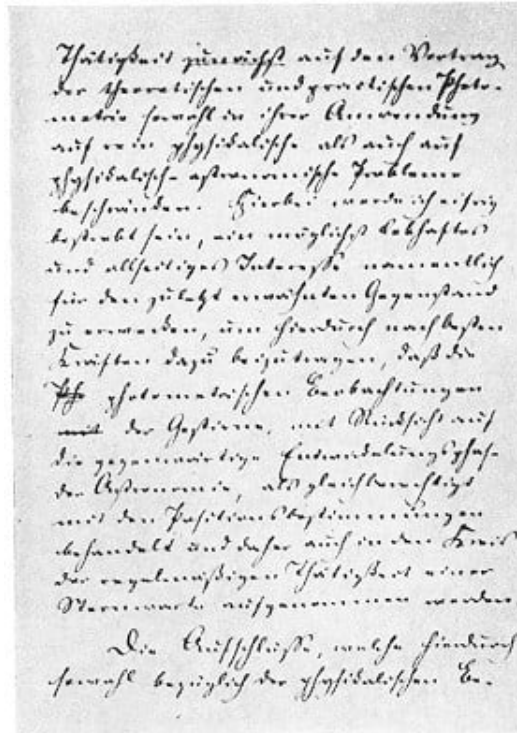 Thätigkeit zunächst auf den Vortrag
der theoretischen und practischen Photo-
metrie sowohl in ihrer Anwendung
auf rein physikalische als auch auf
physikalisch-astronomische Probleme
beschränken. Hierbei werde ich eifrig
bestrebt sein, ein möglichst lebhaftes
und allseitiges Interesse namentlich
für den zuletzt erwähnten Gegenstand
zu erwecken, um hierdurch nach besten
Kräften dazu beizutragen, daß die
photometrischen Beobachtungen
der Gestirne, mit Rücksicht auf
die gegenwärtige Entwickelungsphase
der Astronomie, als gleichberechtigt
mit den Positionsbestimmungen
behandelt und daher auch in den Kreis
der regelmäßigen Thätigkeit einer
Sternwarte aufgenommen werden
Die Aufschlüsse, welche hierdurch
sowohl bezüglich der physikalischen Be-